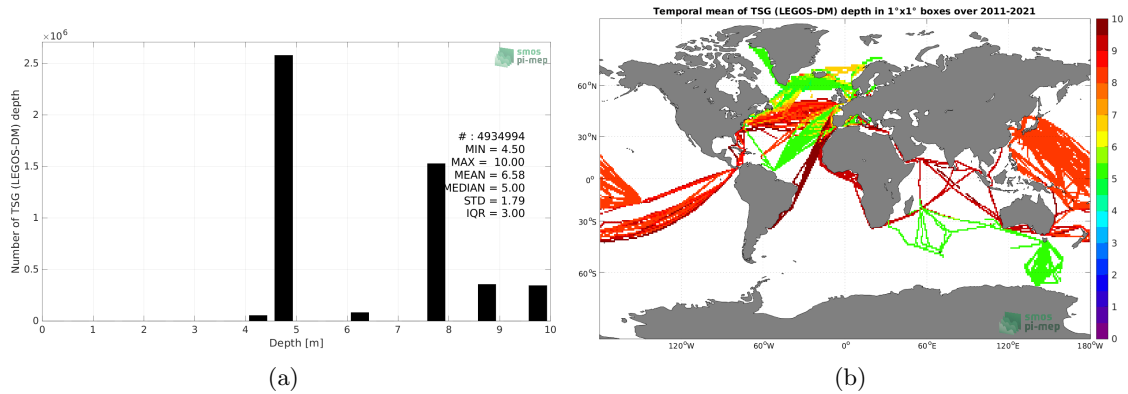 ×10⁶
smos
pi-mep
2.5
2
1.5
1
0.5
0
Number of TSG (LEGOS-DM) depth
# : 4934994
MIN = 4.50
MAX = 10.00
MEAN = 6.58
MEDIAN = 5.00
STD = 1.79
IQR = 3.00
0 1 2 3 4 5 6 7 8 9 10
Depth [m]
(a)
Temporal mean of TSG (LEGOS-DM) depth in 1°x1° boxes over 2011-2021
60°N
30°N
0°
30°S
60°S
120°W 60°W 0° 60°E 120°E 180°W
smos
pi-mep
10
9
8
7
6
5
4
3
2
1
0
(b)